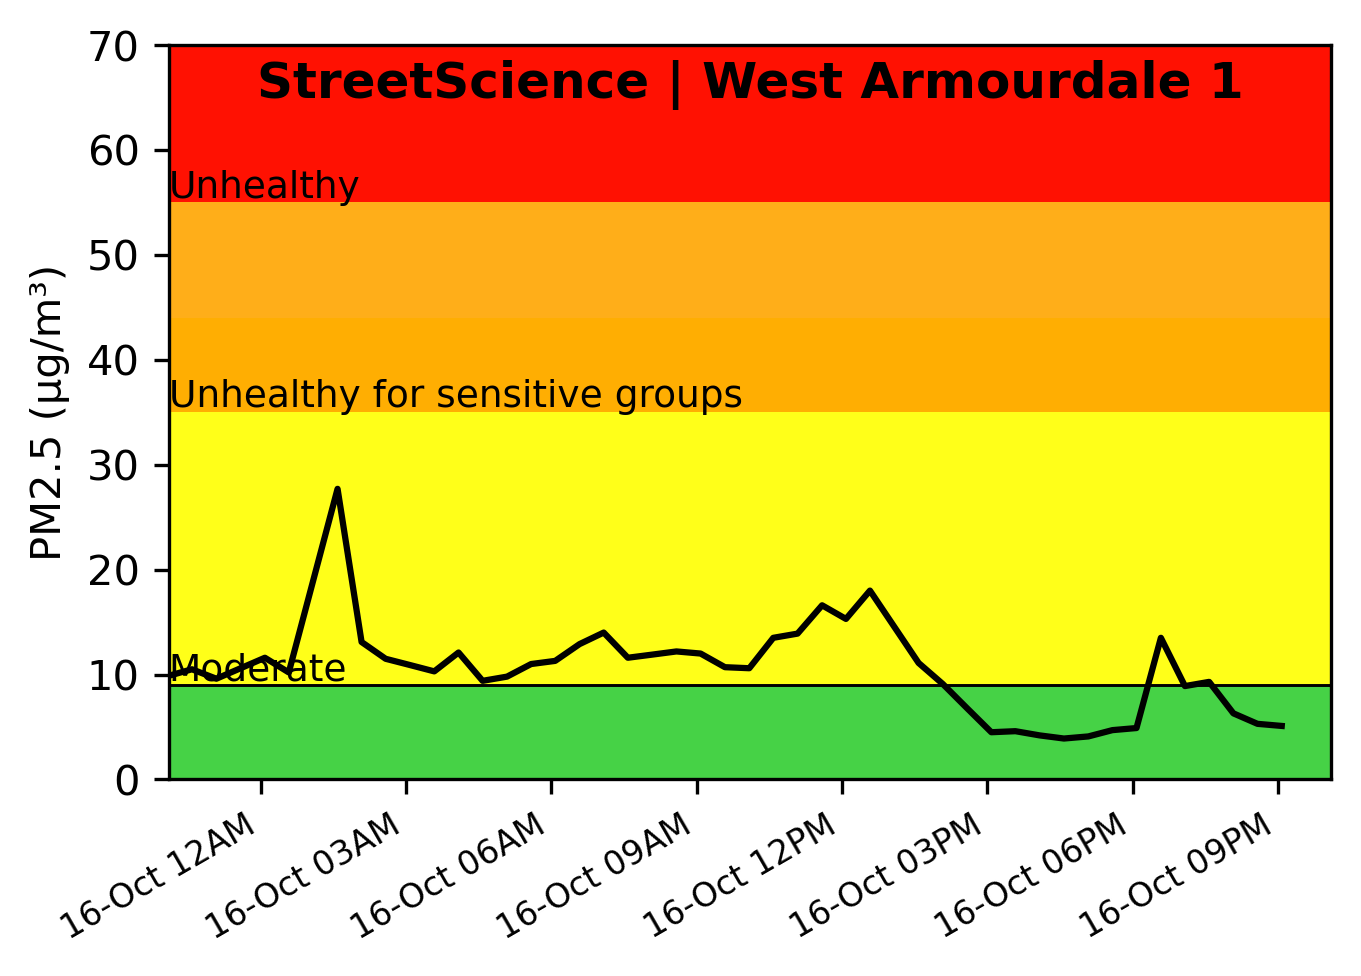 StreetScience | West Armourdale 1
PM2.5 (µg/m³)
70
60
50
40
30
20
10
0
Unhealthy
Unhealthy for sensitive groups
Moderate
16-Oct 12AM
16-Oct 03AM
16-Oct 06AM
16-Oct 09AM
16-Oct 12PM
16-Oct 03PM
16-Oct 06PM
16-Oct 09PM